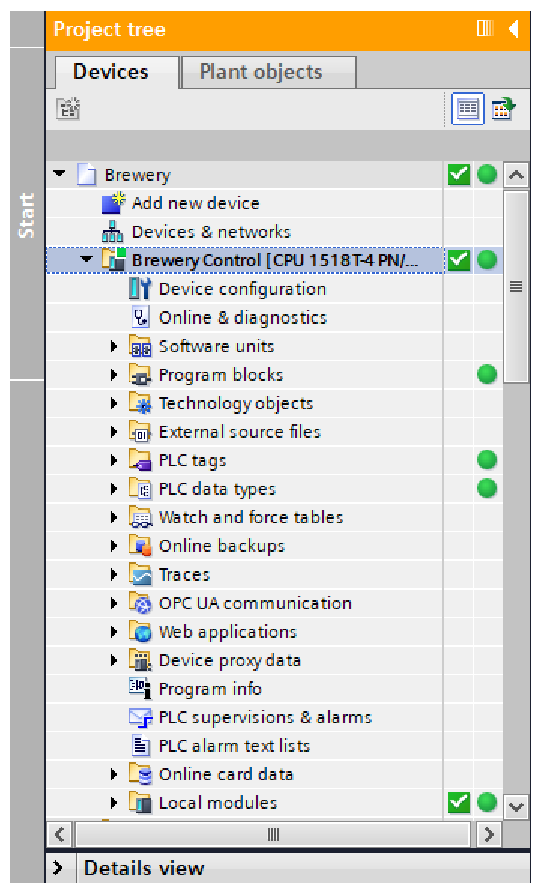 Project tree
Devices
Plant objects
Start
Brewery
Add new device
Devices & networks
Brewery Control [CPU 1518T-4 PN/...
Device configuration
Online & diagnostics
Software units
Program blocks
Technology objects
External source files
PLC tags
PLC data types
Watch and force tables
Online backups
Traces
OPC UA communication
Web applications
Device proxy data
Program info
PLC supervisions & alarms
PLC alarm text lists
Online card data
Local modules
Details view